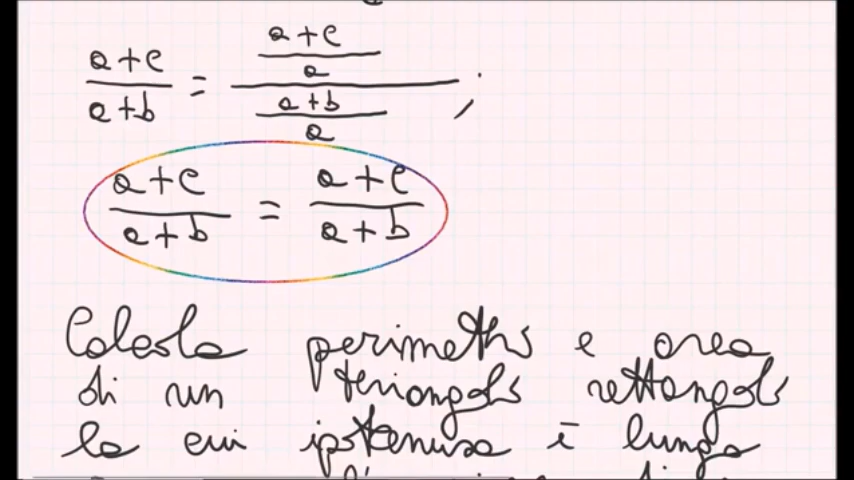 (a+c)/(a+b) = ((a+c)/a)/((a+b)/a) ;
(a+c)/(a+b) = (a+c)/(a+b)
Calcola perimetro e area
di un triangolo rettangolo
la cui ipotenusa è lunga